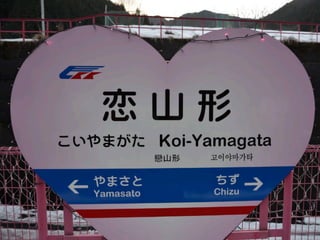 恋山形
こいやまがた Koi-Yamagata
戀山形 고이야마가타
← やまさと ちず →
Yamasato Chizu